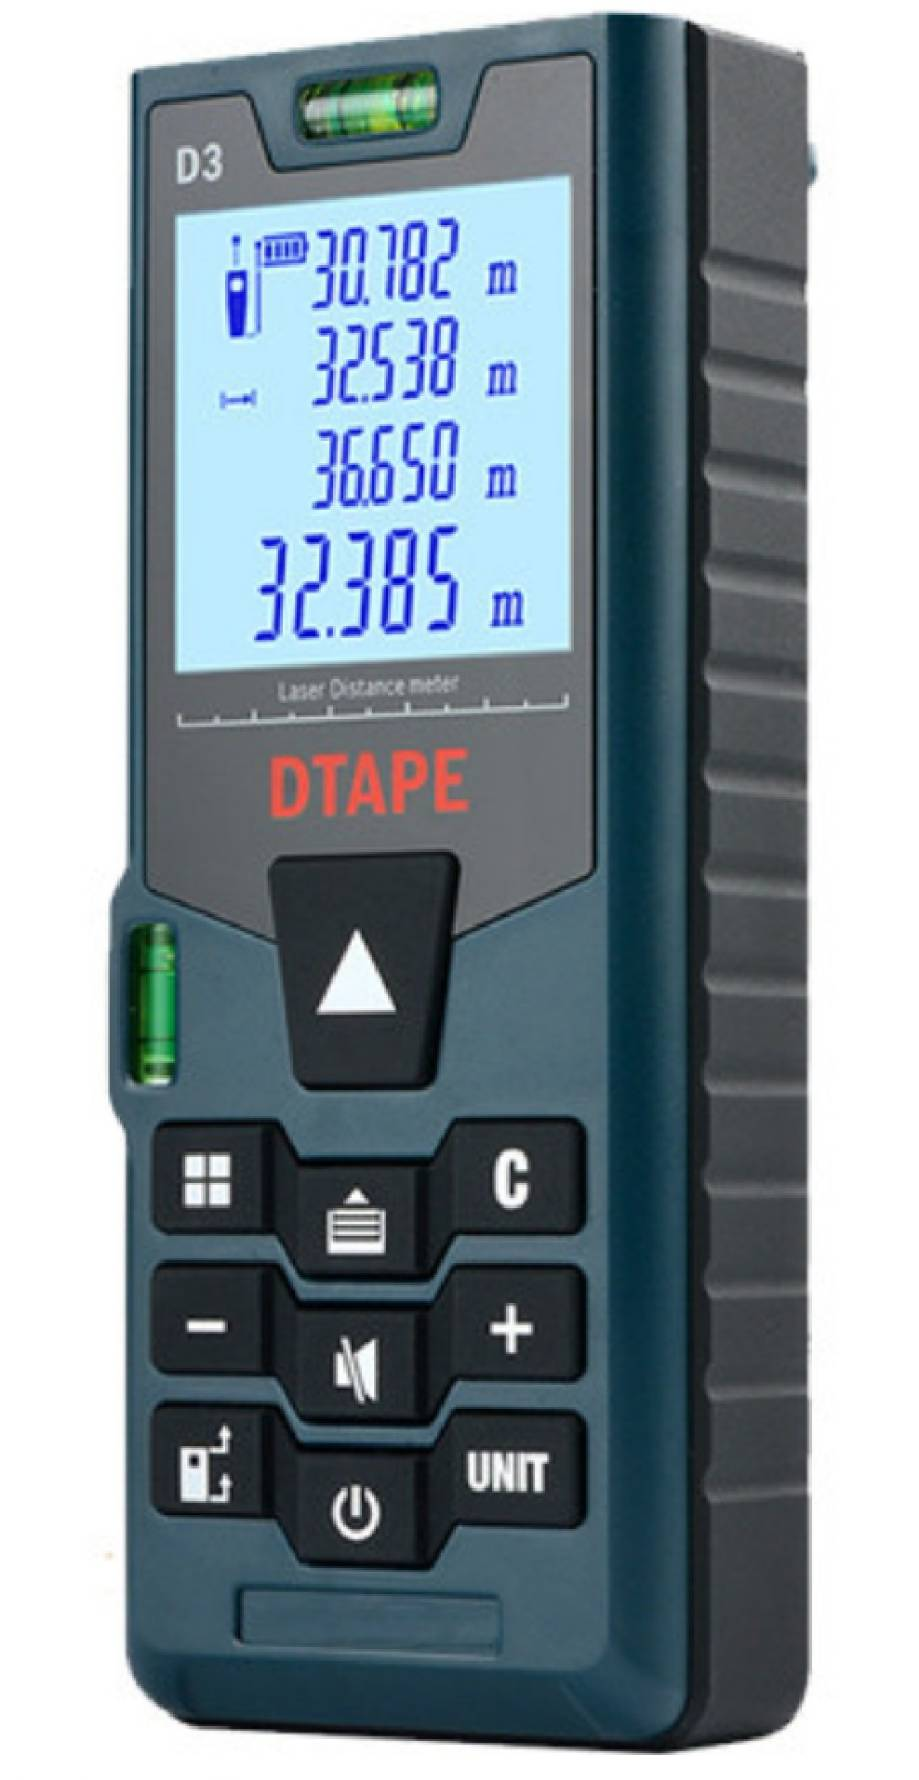 D3
30.782 m
32.538 m
36.650 m
32.385 m
Laser Distance meter
DTAPE
C
-
+
UNIT